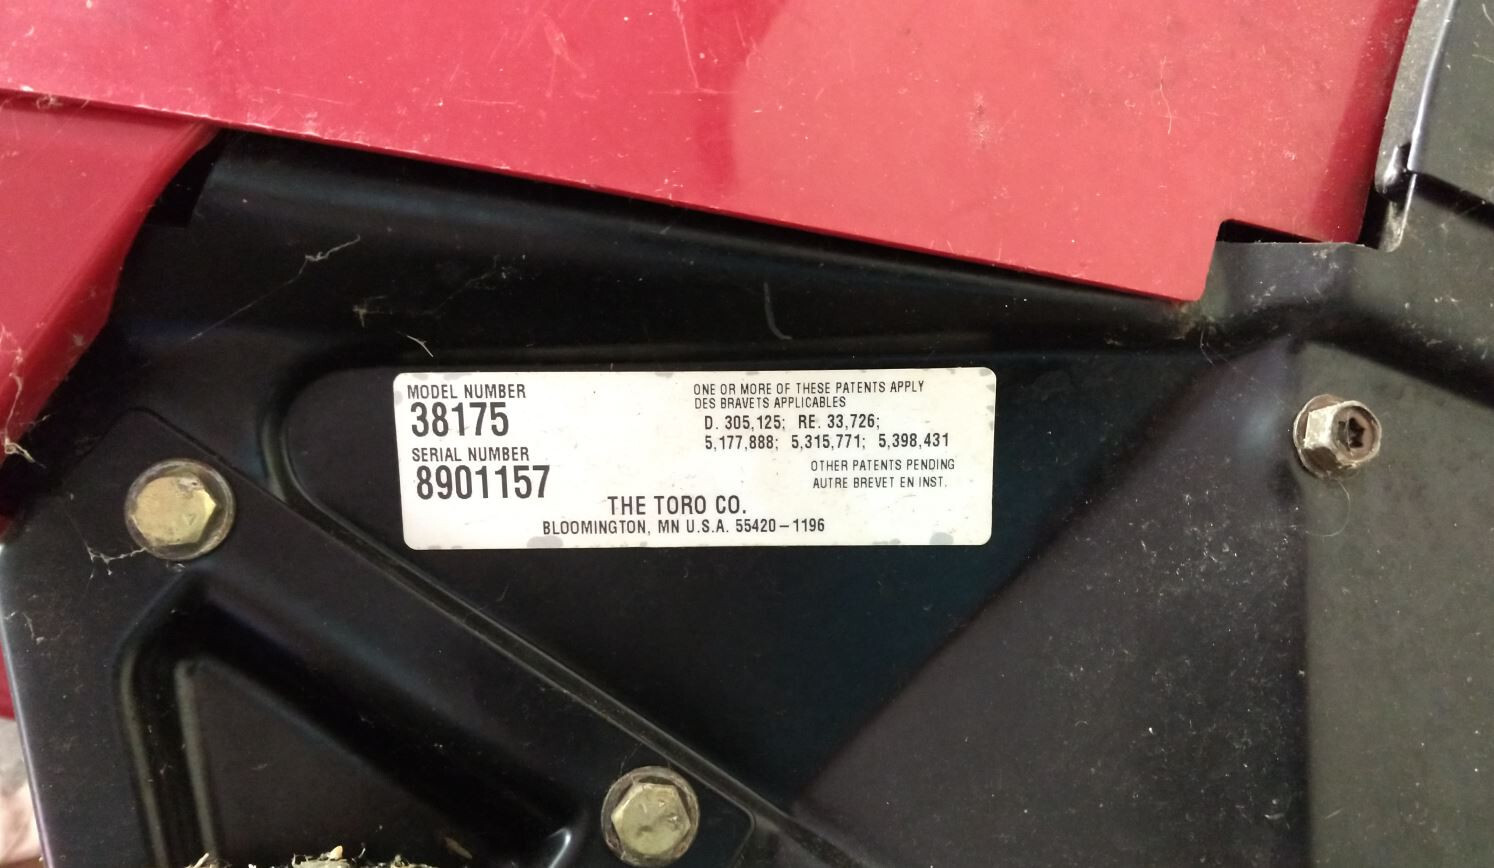 MODEL NUMBER
38175
SERIAL NUMBER
8901157
ONE OR MORE OF THESE PATENTS APPLY
DES BRAVETS APPLICABLES
D. 305,125; RE. 33,726;
5,177,888; 5,315,771; 5,398,431
OTHER PATENTS PENDING
AUTRE BREVET EN INST.
THE TORO CO.
BLOOMINGTON, MN U.S.A. 55420-1196